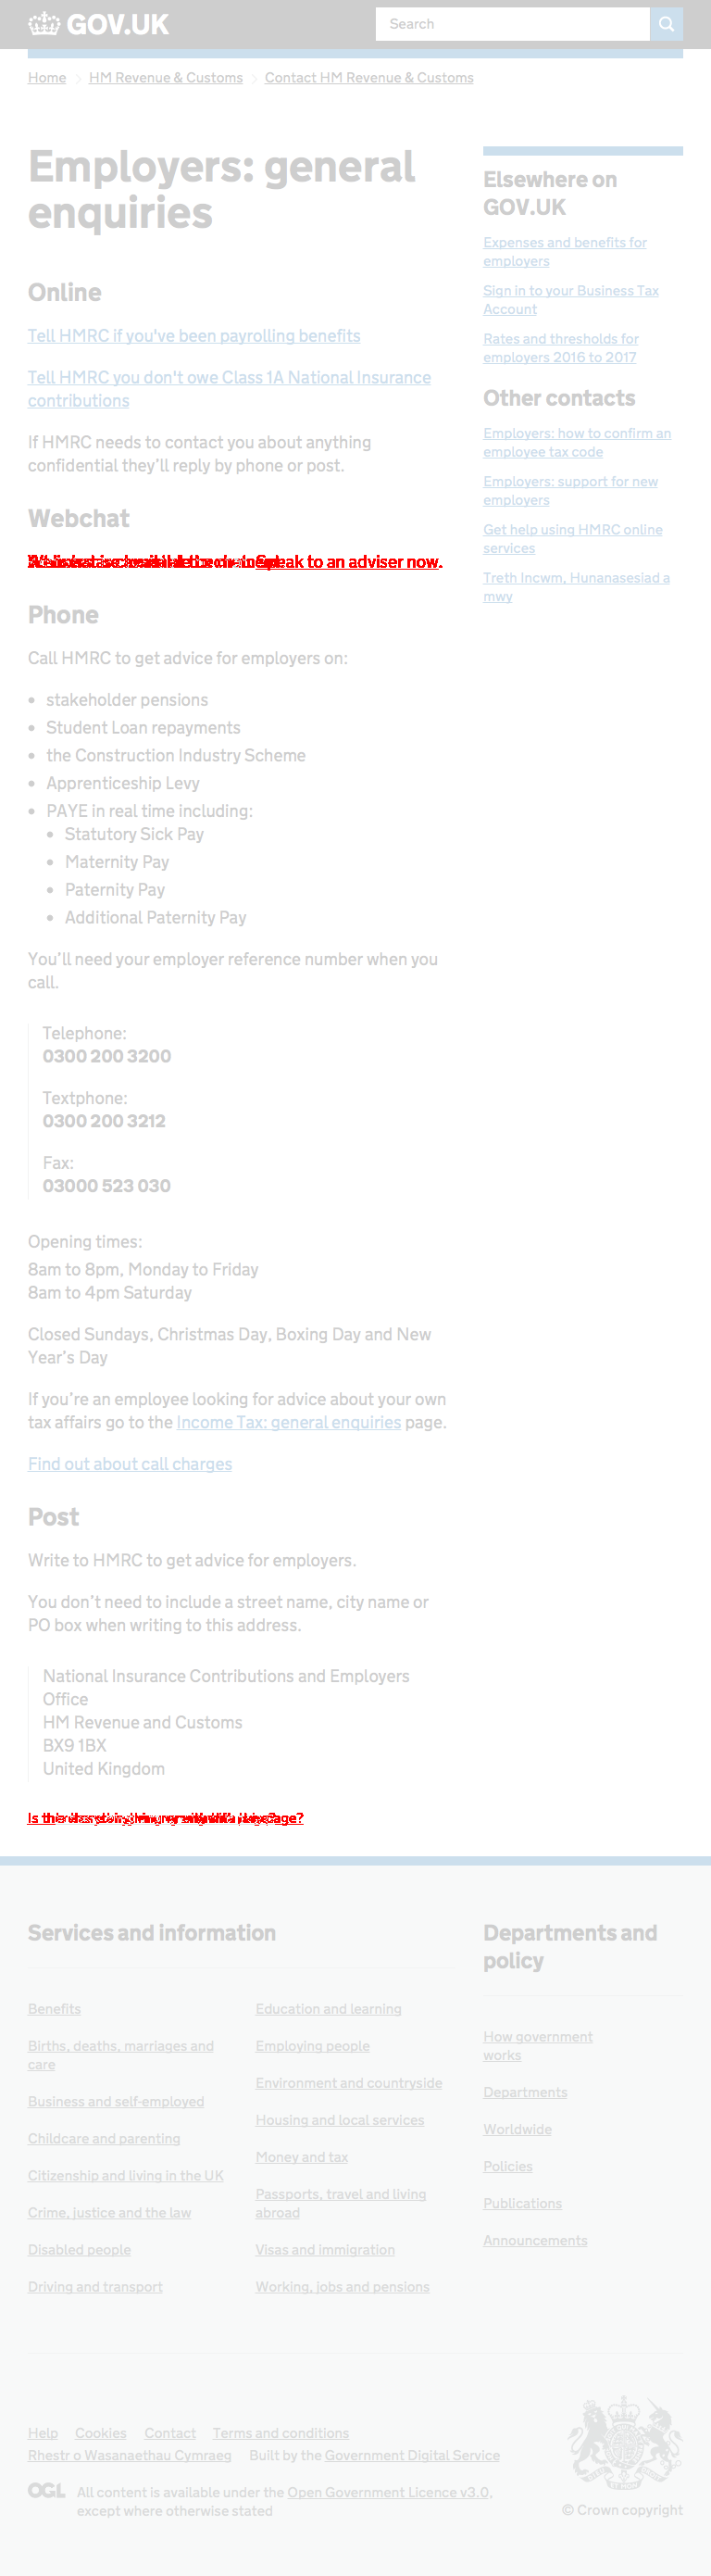 GOV.UK
Search
Home
HM Revenue & Customs
Contact HM Revenue & Customs
Employers: general
enquiries
Online
Tell HMRC if you've been payrolling benefits
Tell HMRC you don't owe Class 1A National Insurance
contributions
If HMRC needs to contact you about anything
confidential they’ll reply by phone or post.
Webchat
Speak to an adviser now.
Phone
Call HMRC to get advice for employers on:
stakeholder pensions
Student Loan repayments
the Construction Industry Scheme
Apprenticeship Levy
PAYE in real time including:
Statutory Sick Pay
Maternity Pay
Paternity Pay
Additional Paternity Pay
You’ll need your employer reference number when you
call.
Telephone:
0300 200 3200
Textphone:
0300 200 3212
Fax:
03000 523 030
Opening times:
8am to 8pm, Monday to Friday
8am to 4pm Saturday
Closed Sundays, Christmas Day, Boxing Day and New
Year’s Day
If you’re an employee looking for advice about your own
tax affairs go to the Income Tax: general enquiries page.
Find out about call charges
Post
Write to HMRC to get advice for employers.
You don’t need to include a street name, city name or
PO box when writing to this address.
National Insurance Contributions and Employers
Office
HM Revenue and Customs
BX9 1BX
United Kingdom
Is page?
Elsewhere on
GOV.UK
Expenses and benefits for
employers
Sign in to your Business Tax
Account
Rates and thresholds for
employers 2016 to 2017
Other contacts
Employers: how to confirm an
employee tax code
Employers: support for new
employers
Get help using HMRC online
services
Treth Incwm, Hunanasesiad a
mwy
Services and information
Benefits
Births, deaths, marriages and
care
Business and self-employed
Childcare and parenting
Citizenship and living in the UK
Crime, justice and the law
Disabled people
Driving and transport
Education and learning
Employing people
Environment and countryside
Housing and local services
Money and tax
Passports, travel and living
abroad
Visas and immigration
Working, jobs and pensions
Departments and
policy
How government
works
Departments
Worldwide
Policies
Publications
Announcements
Help
Cookies
Contact
Terms and conditions
Rhestr o Wasanaethau Cymraeg
Built by the Government Digital Service
OGL
All content is available under the Open Government Licence v3.0,
except where otherwise stated
© Crown copyright